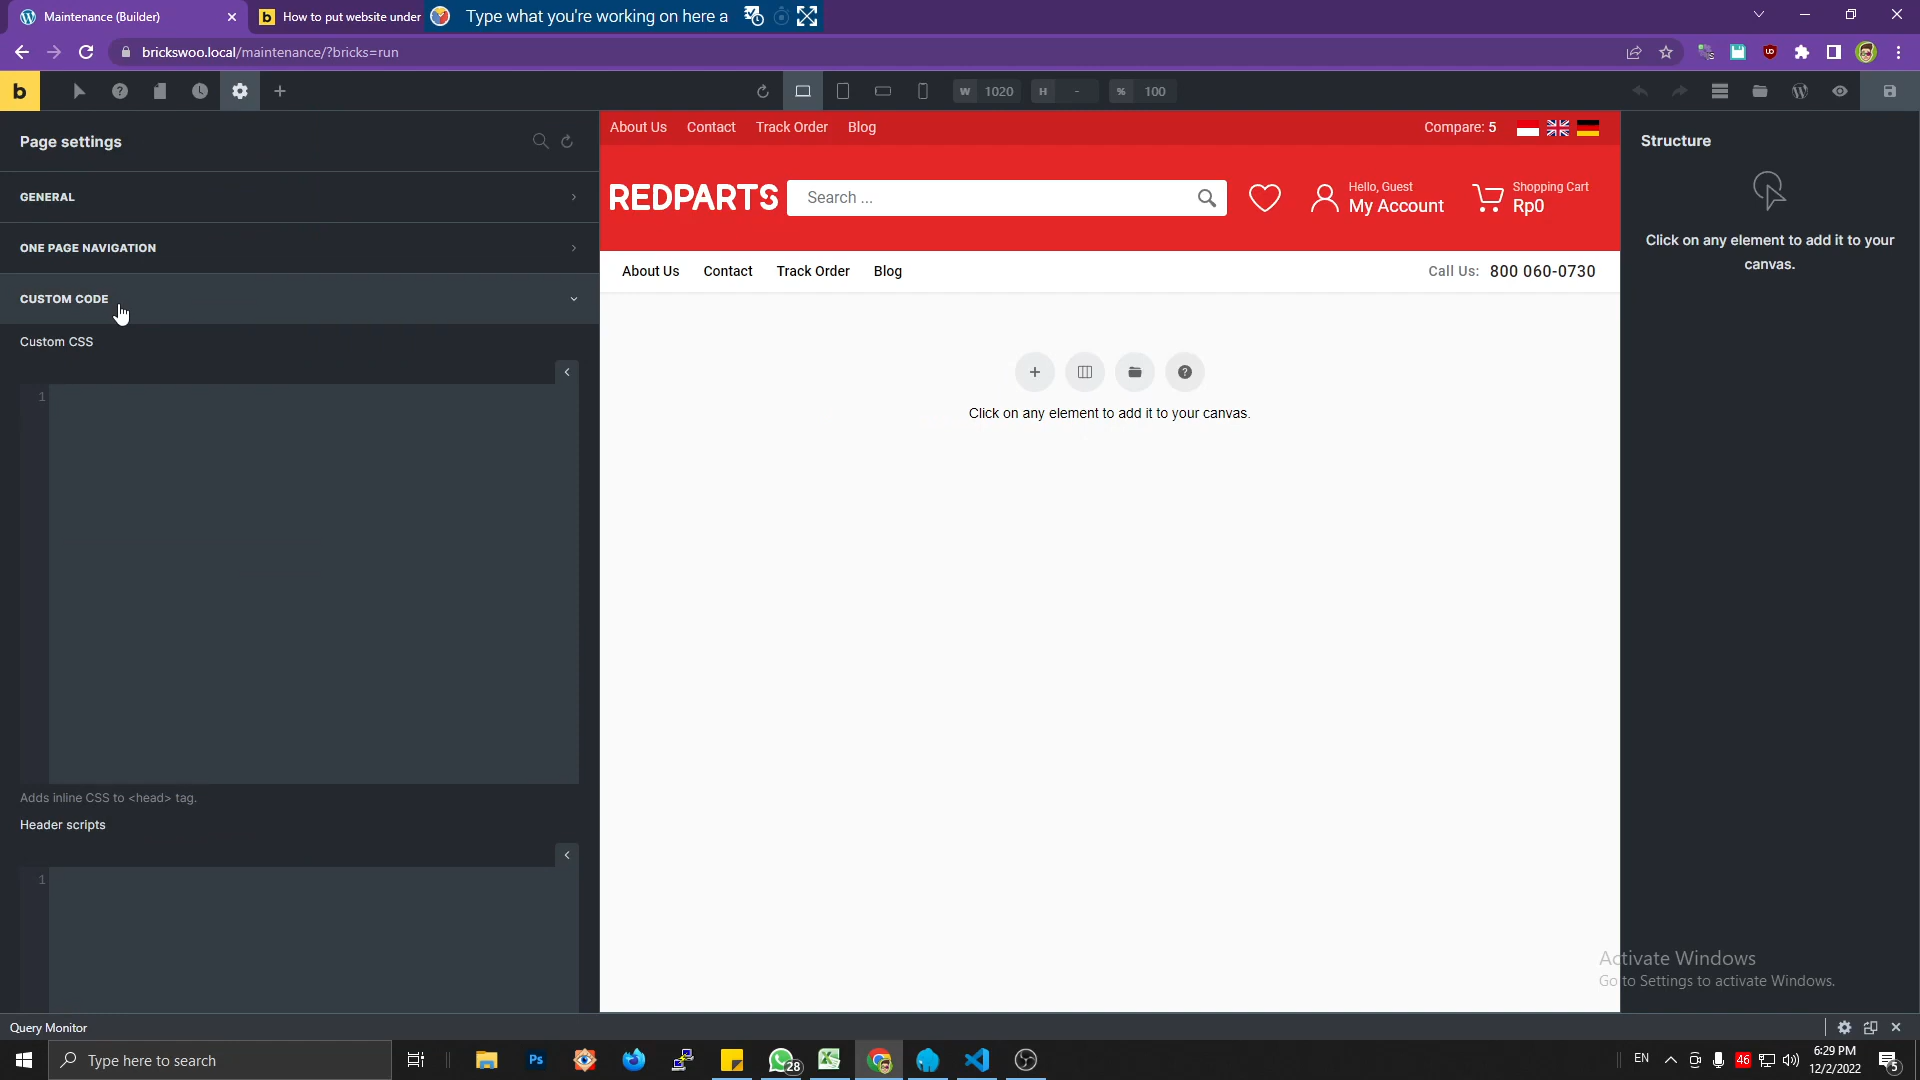 Maintenance (Builder)
How to put website under
Type what you're working on here a
brickswoo.local/maintenance/?bricks=run
b
W 1020
H -
% 100
Page settings
GENERAL
ONE PAGE NAVIGATION
CUSTOM CODE
Custom CSS
1
Adds inline CSS to <head> tag.
Header scripts
1
About Us
Contact
Track Order
Blog
Compare: 5
REDPARTS
Search ...
Hello, Guest
My Account
Shopping Cart
Rp0
About Us
Contact
Track Order
Blog
Call Us: 800 060-0730
Click on any element to add it to your canvas.
Structure
Click on any element to add it to your
canvas.
Activate Windows
Go to Settings to activate Windows.
Query Monitor
Type here to search
Ps
28
EN
46
6:29 PM
12/2/2022
5